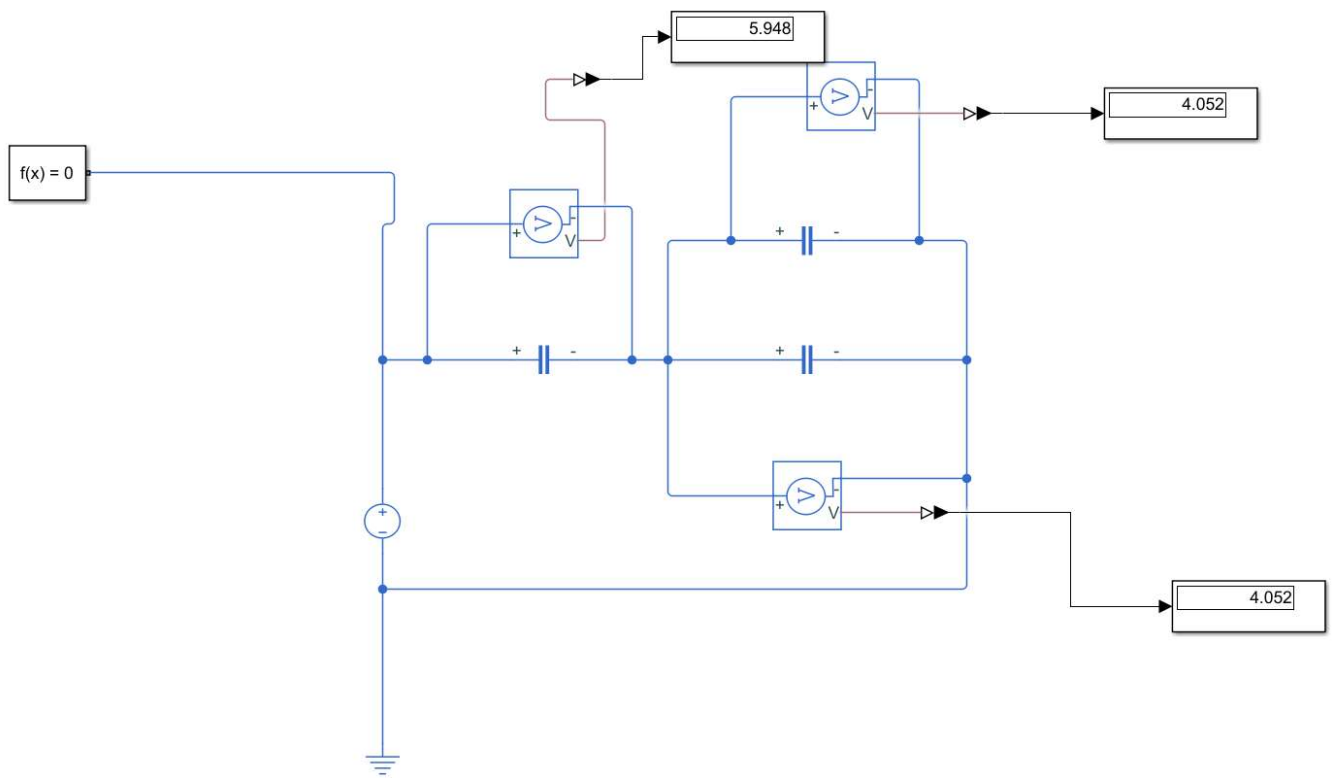 5.948
4.052
f(x) = 0
+
-
V
V
+
-
V
V
+ -
+ -
+ -
+
-
V
V
+
−
4.052